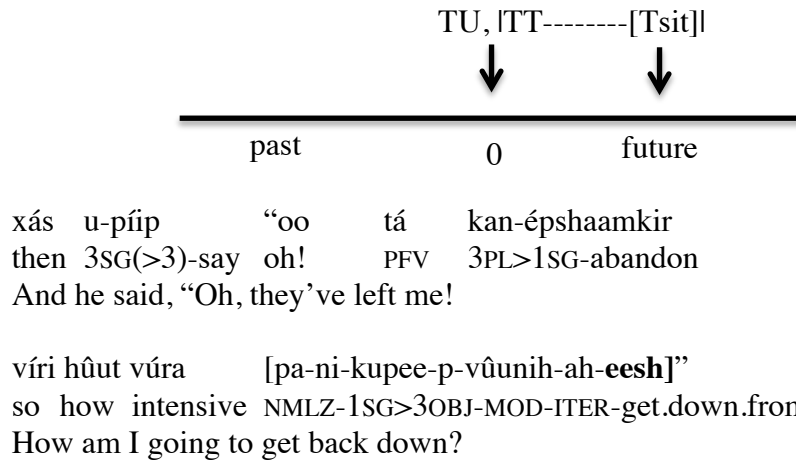 TU, |TT--------[Tsit]|
past 0 future
xás u-píip “oo tá kan-épshaamkir
then 3SG(>3)-say oh! PFV 3PL>1SG-abandon
And he said, “Oh, they’ve left me!
víri hûut vúra [pa-ni-kupee-p-vûunih-ah-eesh]”
so how intensive NMLZ-1SG>3OBJ-MOD-ITER-get.down.from
How am I going to get back down?